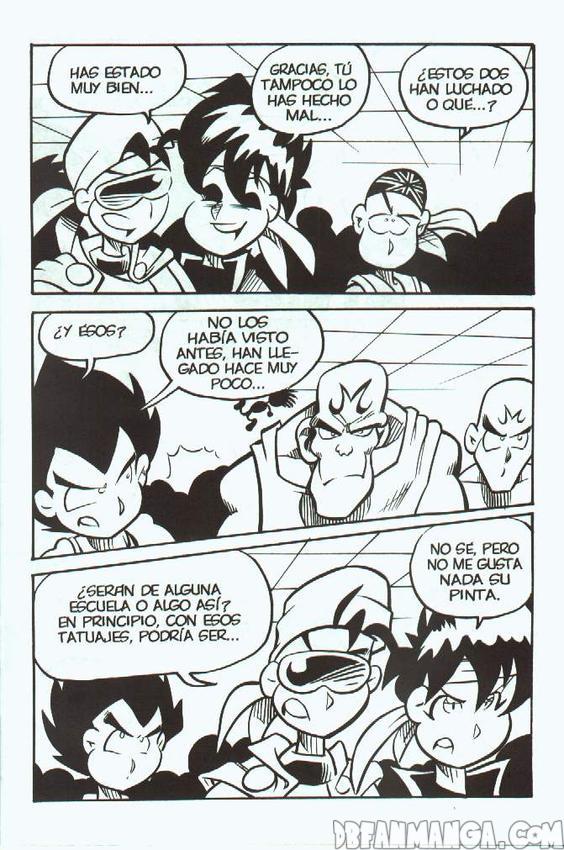 HAS ESTADO
MUY BIEN...
GRACIAS, TÚ
TAMPOCO LO
HAS HECHO
MAL...
¿ESTOS DOS
HAN LUCHADO
O QUE...?
¿Y ESOS?
NO LOS
HABÍA VISTO
ANTES, HAN LLE-
GADO HACE MUY
POCO...
¿SERÁN DE ALGUNA
ESCUELA O ALGO ASÍ?
EN PRINCIPIO, CON ESOS
TATUAJES, PODRÍA SER...
NO SÉ, PERO
NO ME GUSTA
NADA SU
PINTA.
DBFANMANGA.COM